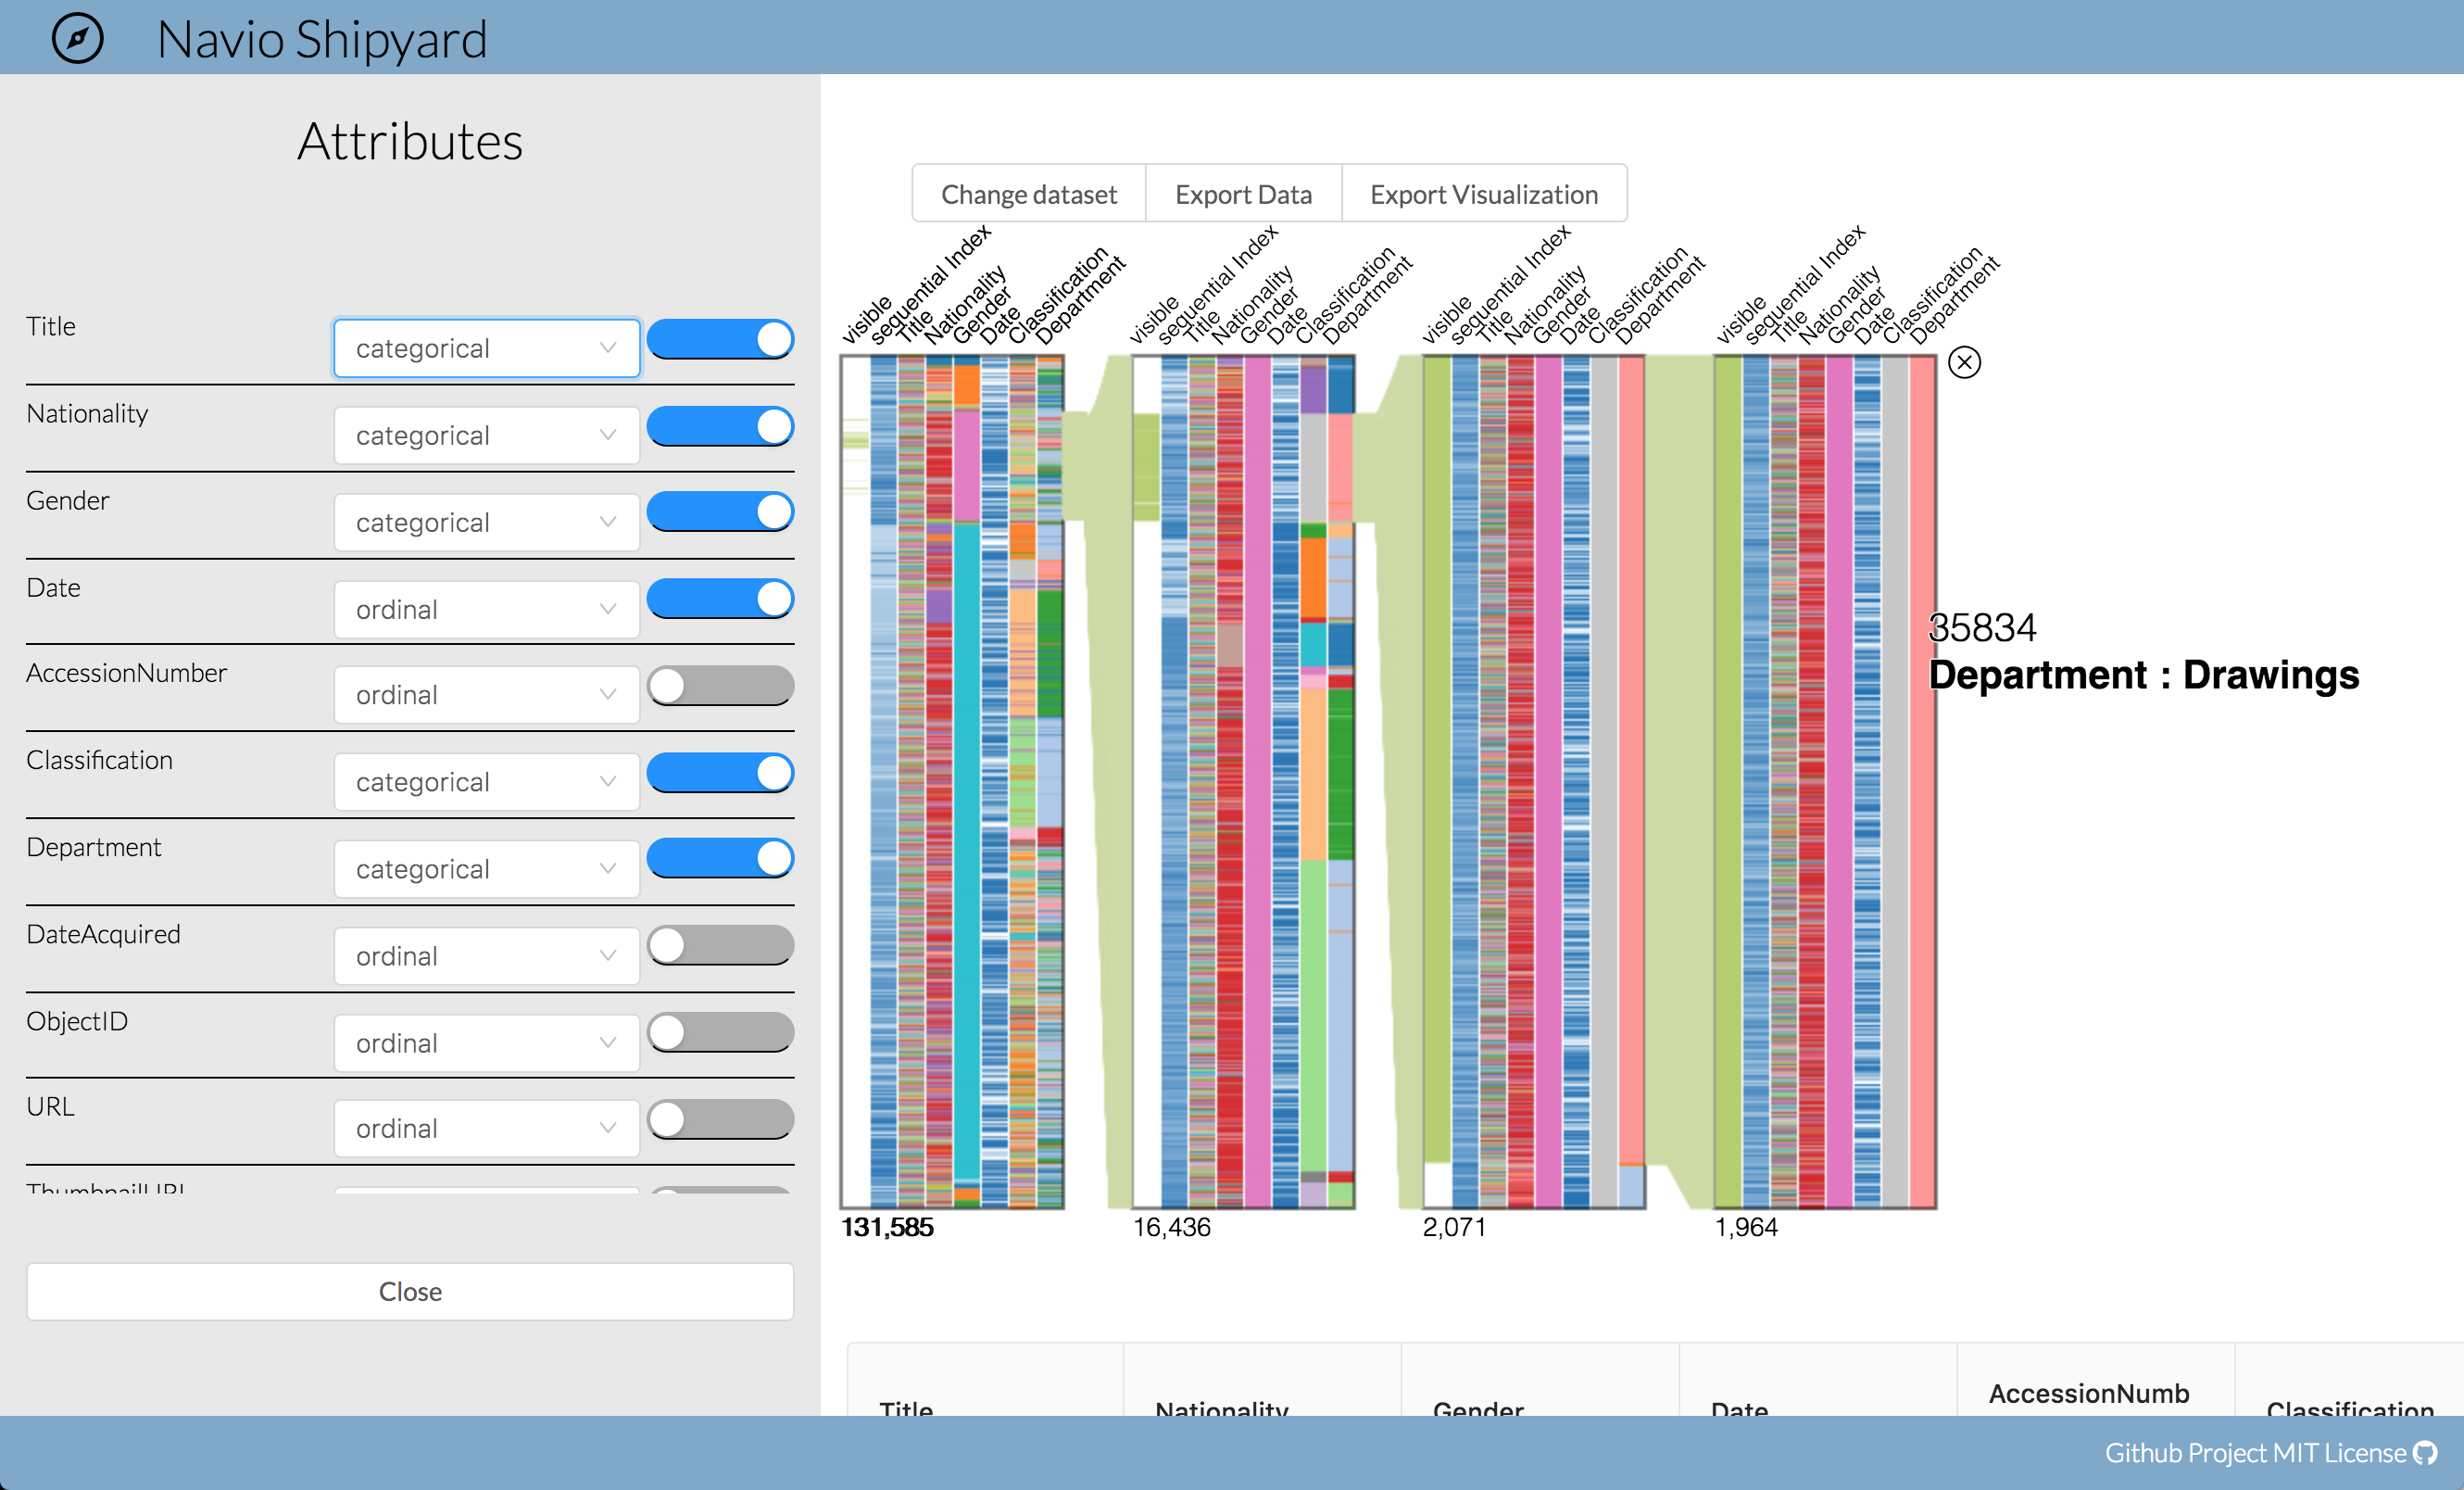 Navio Shipyard
Attributes
Title
categorical
Nationality
categorical
Gender
categorical
Date
ordinal
AccessionNumber
ordinal
Classification
categorical
Department
categorical
DateAcquired
ordinal
ObjectID
ordinal
URL
ordinal
ThumbnailURL
Close
Change dataset
Export Data
Export Visualization
visible
sequential Index
Title
Nationality
Gender
Date
Classification
Department
visible
sequential Index
Title
Nationality
Gender
Date
Classification
Department
visible
sequential Index
Title
Nationality
Gender
Date
Classification
Department
visible
sequential Index
Title
Nationality
Gender
Date
Classification
Department
35834
Department : Drawings
131,585
16,436
2,071
1,964
Title
Nationality
Gender
Date
AccessionNumb
Classification
Github Project MIT License